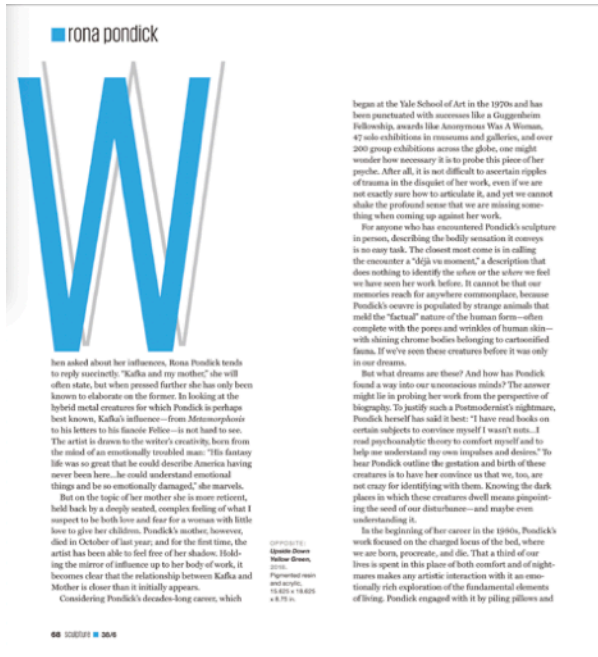 rona pondick
W
hen asked about her influences, Rona Pondick tends
to reply succinctly. "Kafka and my mother," she will
often state, but when pressed further she has only been
known to elaborate on the former. In looking at the
hybrid metal creatures for which Pondick is perhaps
best known, Kafka's influence—from Metamorphosis
to his letters to his fiancée Felice—is not hard to see.
The artist is drawn to the writer's creativity, born from
the mind of an emotionally troubled man: "His fantasy
life was so great that he could describe America having
never been here...he could understand emotional
things and be so emotionally damaged," she marvels.
But on the topic of her mother she is more reticent,
held back by a deeply seated, complex feeling of what I
suspect to be both love and fear for a woman with little
love to give her children. Pondick's mother, however,
died in October of last year; and for the first time, the
artist has been able to feel free of her shadow. Hold-
ing the mirror of influence up to her body of work, it
becomes clear that the relationship between Kafka and
Mother is closer than it initially appears.
Considering Pondick's decades-long career, which
OPPOSITE:
Upside Down
Yellow Green,
2018.
Pigmented resin
and acrylic,
15.625 x 19.625
x 8.75 in.
began at the Yale School of Art in the 1970s and has
been punctuated with successes like a Guggenheim
Fellowship, awards like Anonymous Was A Woman,
47 solo exhibitions in museums and galleries, and over
200 group exhibitions across the globe, one might
wonder how necessary it is to probe this piece of her
psyche. After all, it is not difficult to ascertain ripples
of trauma in the disquiet of her work, even if we are
not exactly sure how to articulate it, and yet we cannot
shake the profound sense that we are missing some-
thing when coming up against her work.
For anyone who has encountered Pondick's sculpture
in person, describing the bodily sensation it conveys
is no easy task. The closest most come is in calling
the encounter a "déjà vu moment," a description that
does nothing to identify the when or the where we feel
we have seen her work before. It cannot be that our
memories reach for anywhere commonplace, because
Pondick's oeuvre is populated by strange animals that
meld the "factual" nature of the human form—often
complete with the pores and wrinkles of human skin—
with shining chrome bodies belonging to cartoonified
fauna. If we've seen these creatures before it was only
in our dreams.
But what dreams are these? And how has Pondick
found a way into our unconscious minds? The answer
might lie in probing her work from the perspective of
biography. To justify such a Postmodernist's nightmare,
Pondick herself has said it best: "I have read books on
certain subjects to convince myself I wasn't nuts...I
read psychoanalytic theory to comfort myself and to
help me understand my own impulses and desires." To
hear Pondick outline the gestation and birth of these
creatures is to have her convince us that we, too, are
not crazy for identifying with them. Knowing the dark
places in which these creatures dwell means pinpoint-
ing the seed of our disturbance—and maybe even
understanding it.
In the beginning of her career in the 1980s, Pondick's
work focused on the charged locus of the bed, where
we are born, procreate, and die. That a third of our
lives is spent in this place of both comfort and of night-
mares makes any artistic interaction with it an emo-
tionally rich exploration of the fundamental elements
of living. Pondick engaged with it by piling pillows and
68 sculpture 38/6